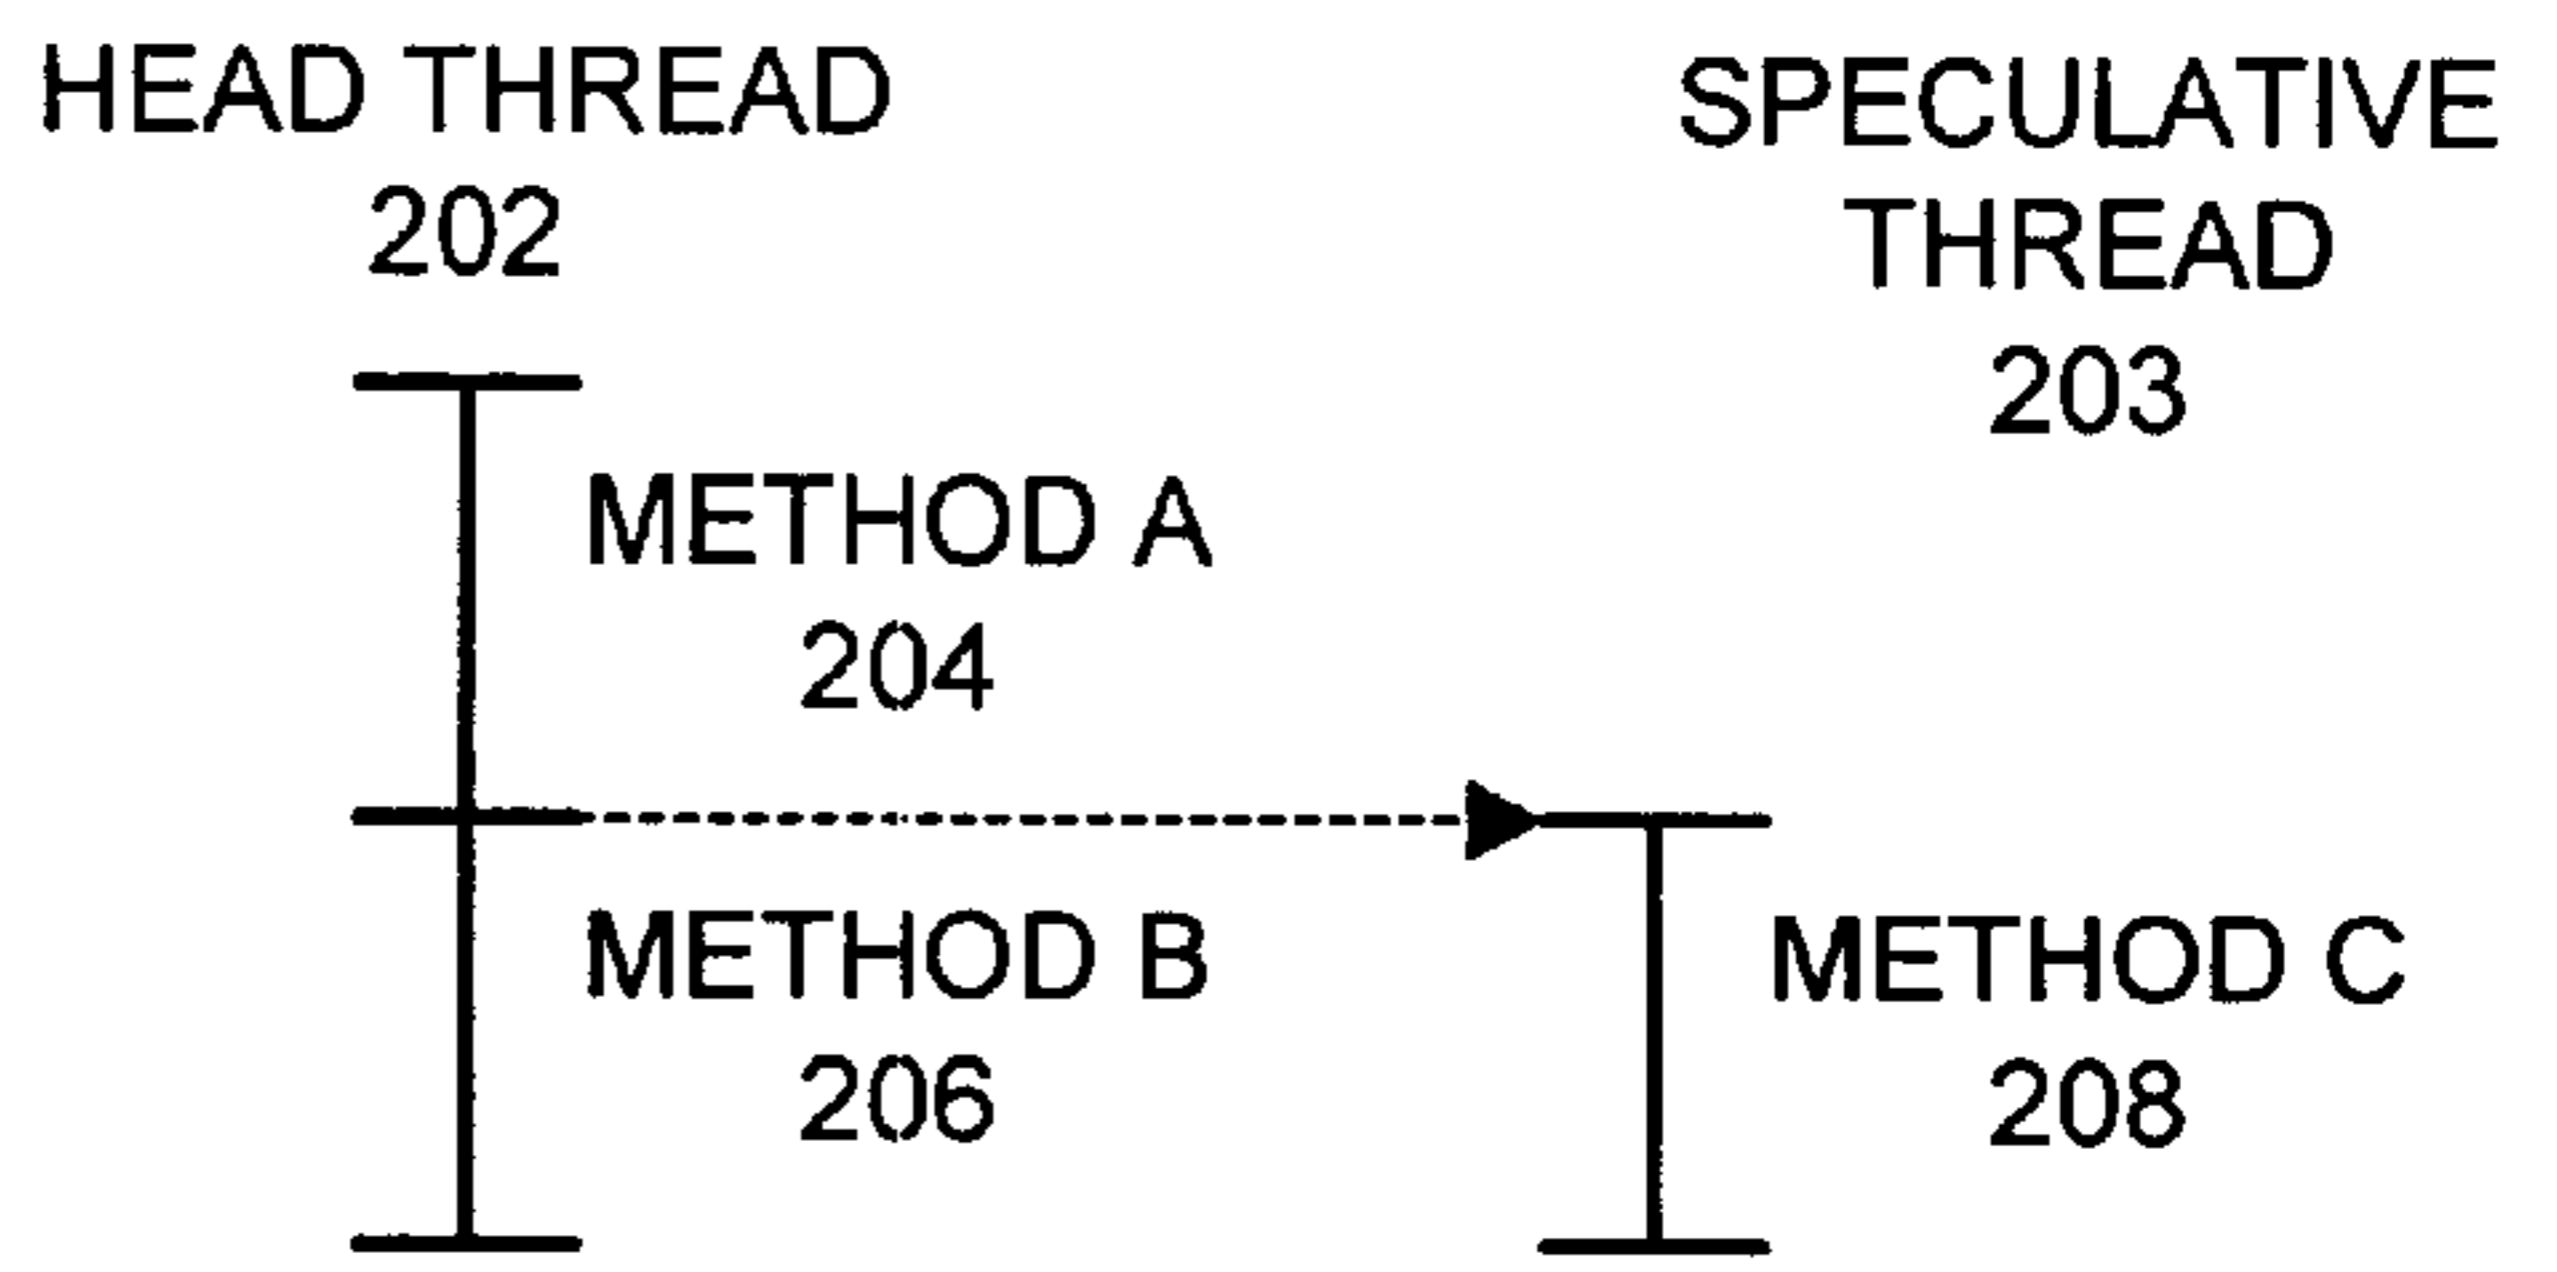 HEAD THREAD
202
SPECULATIVE
THREAD
203
METHOD A
204
METHOD B
206
METHOD C
208